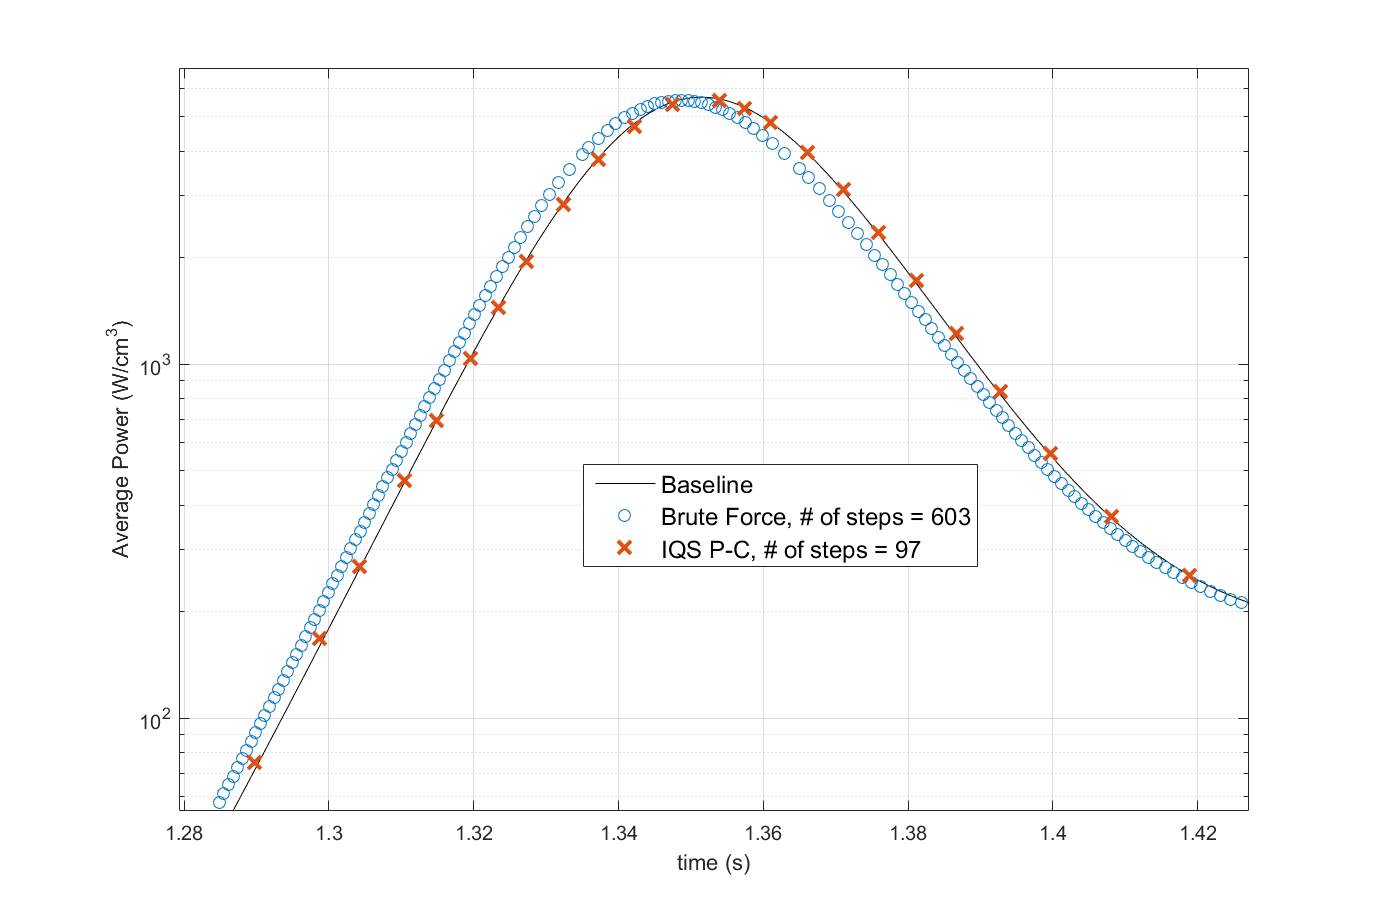 Average Power (W/cm³)
10³
10²
Baseline
Brute Force, # of steps = 603
IQS P-C, # of steps = 97
1.28 1.3 1.32 1.34 1.36 1.38 1.4 1.42
time (s)